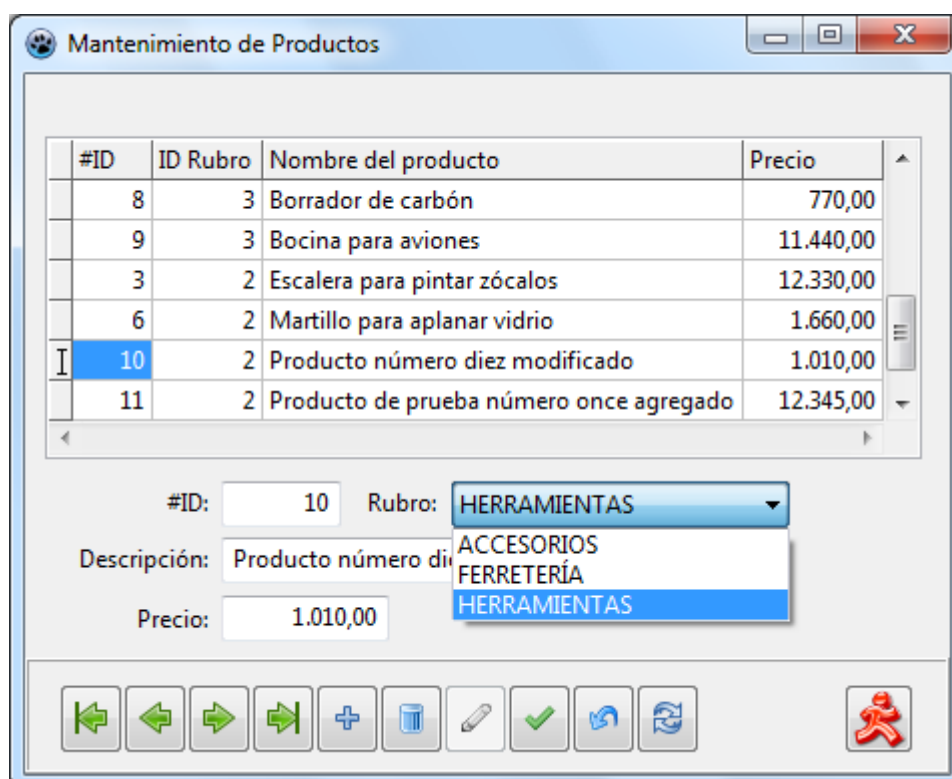 Mantenimiento de Productos
#ID ID Rubro Nombre del producto Precio
8 3 Borrador de carbón 770,00
9 3 Bocina para aviones 11.440,00
3 2 Escalera para pintar zócalos 12.330,00
6 2 Martillo para aplanar vidrio 1.660,00
10 2 Producto número diez modificado 1.010,00
11 2 Producto de prueba número once agregado 12.345,00
#ID: 10 Rubro: HERRAMIENTAS
ACCESORIOS
Descripción: Producto número di
FERRETERÍA
HERRAMIENTAS
Precio: 1.010,00